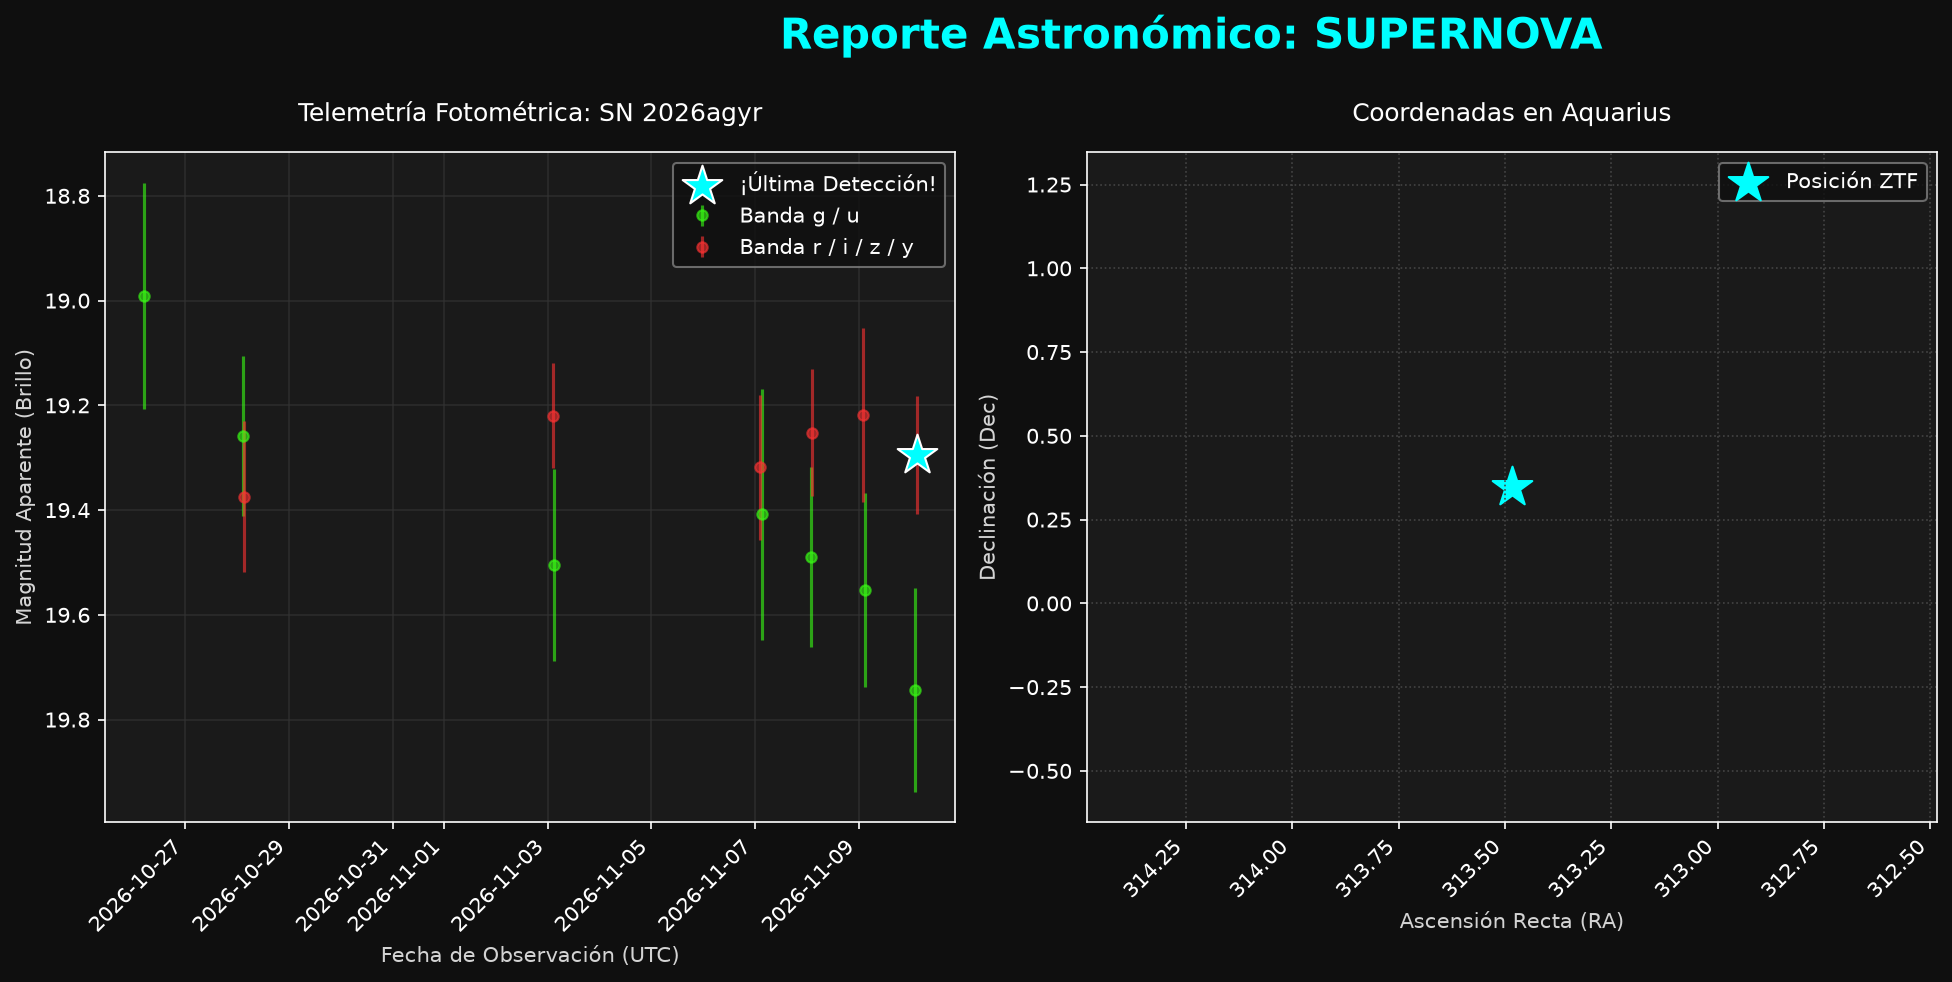 Reporte Astronómico: SUPERNOVA
Telemetría Fotométrica: SN 2026agyr
¡Última Detección!
Banda g / u
Banda r / i / z / y
Magnitud Aparente (Brillo)
18.8
19.0
19.2
19.4
19.6
19.8
2026-10-27
2026-10-29
2026-10-31
2026-11-01
2026-11-03
2026-11-05
2026-11-07
2026-11-09
Fecha de Observación (UTC)
Coordenadas en Aquarius
Posición ZTF
Declinación (Dec)
1.25
1.00
0.75
0.50
0.25
0.00
−0.25
−0.50
314.25
314.00
313.75
313.50
313.25
313.00
312.75
312.50
Ascensión Recta (RA)